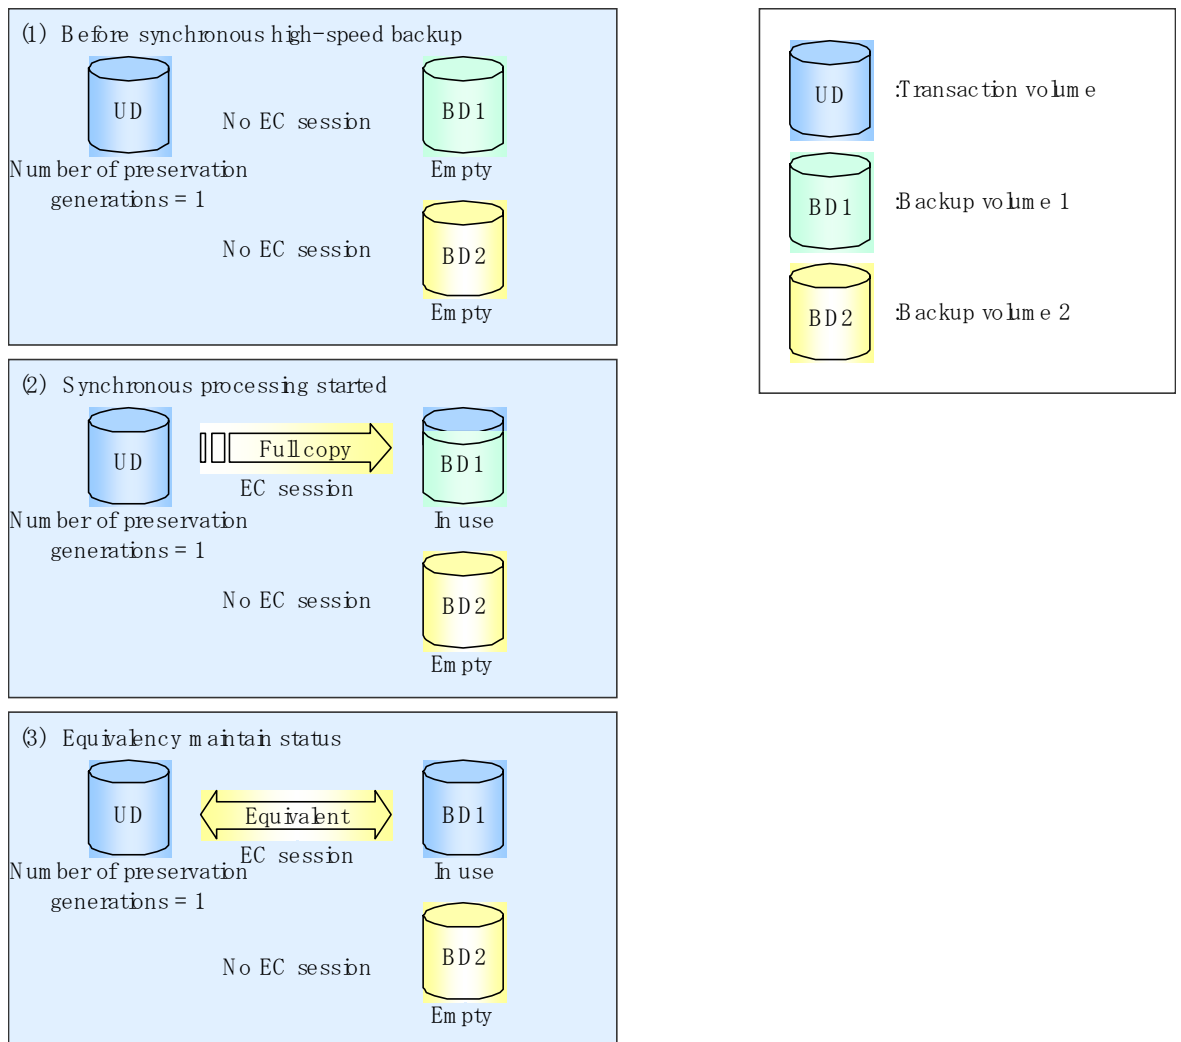 (1) Before synchronous high-speed backup
UD
No EC session
BD1
Number of preservation
generations = 1
Empty
No EC session
BD2
Empty
(2) Synchronous processing started
UD
Full copy
BD1
EC session
Number of preservation
generations = 1
In use
No EC session
BD2
Empty
(3) Equivalency maintain status
UD
Equivalent
BD1
EC session
Number of preservation
generations = 1
In use
No EC session
BD2
Empty
UD
:Transaction volume
BD1
:Backup volume 1
BD2
:Backup volume 2